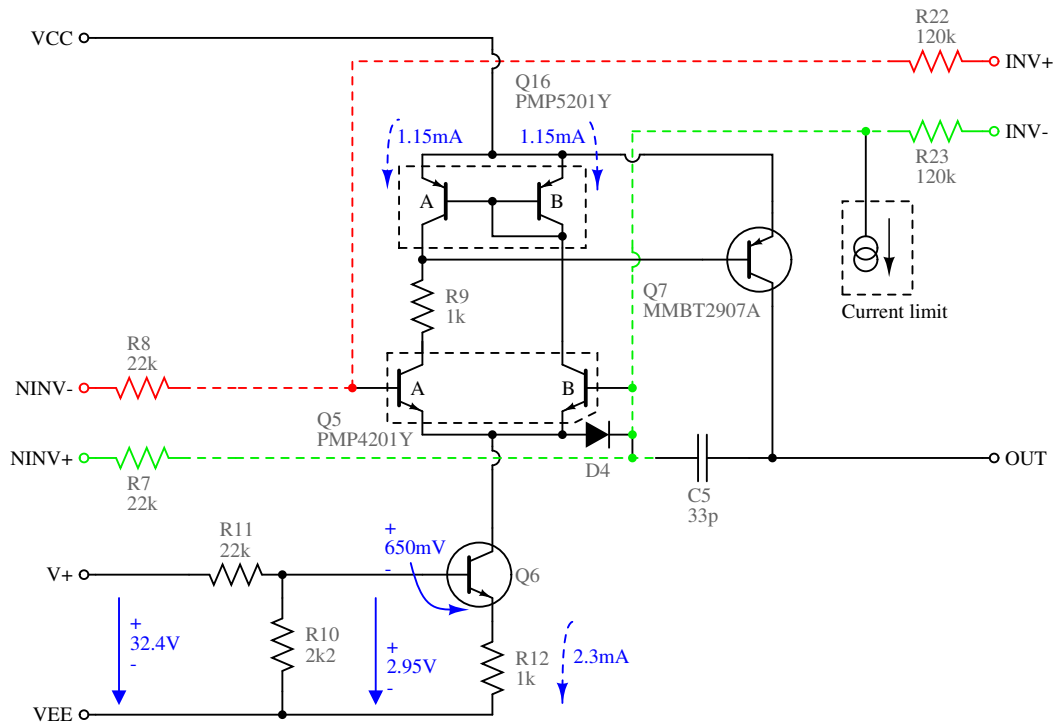 R22
120k
VCC
INV+
Q16
PMP5201Y
1.15mA
1.15mA
INV-
R23
120k
A
B
Q7
MMBT2907A
Current limit
R9
1k
R8
22k
NINV-
A
B
Q5
PMP4201Y
NINV+
R7
22k
D4
C5
33p
OUT
R11
22k
+
650mV
-
V+
Q6
+
32.4V
-
R10
2k2
+
2.95V
-
R12
1k
2.3mA
VEE